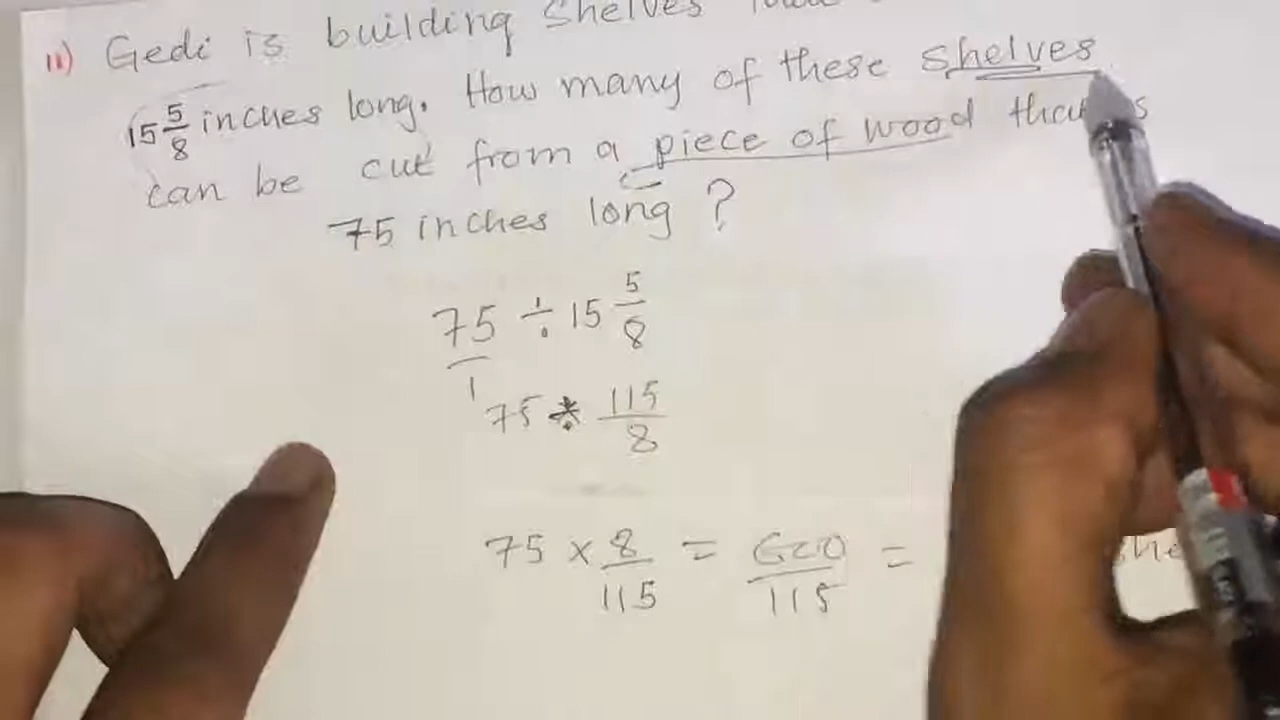 11) Gedi is building shelves
15 5/8 inches long. How many of these shelves
can be cut from a piece of wood
75 inches long ?
75/1 ÷ 15 5/8
75 ÷ 115/8
75 × 8/115 = 600/115 =